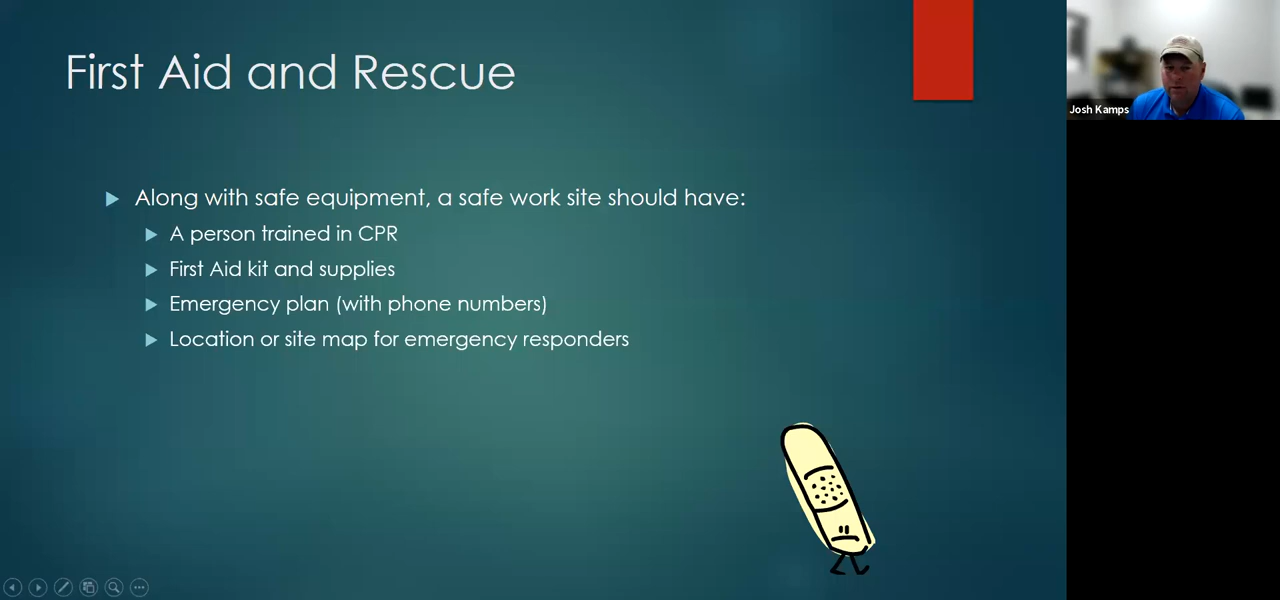 First Aid and Rescue
Along with safe equipment, a safe work site should have:
A person trained in CPR
First Aid kit and supplies
Emergency plan (with phone numbers)
Location or site map for emergency responders
Josh Kamps